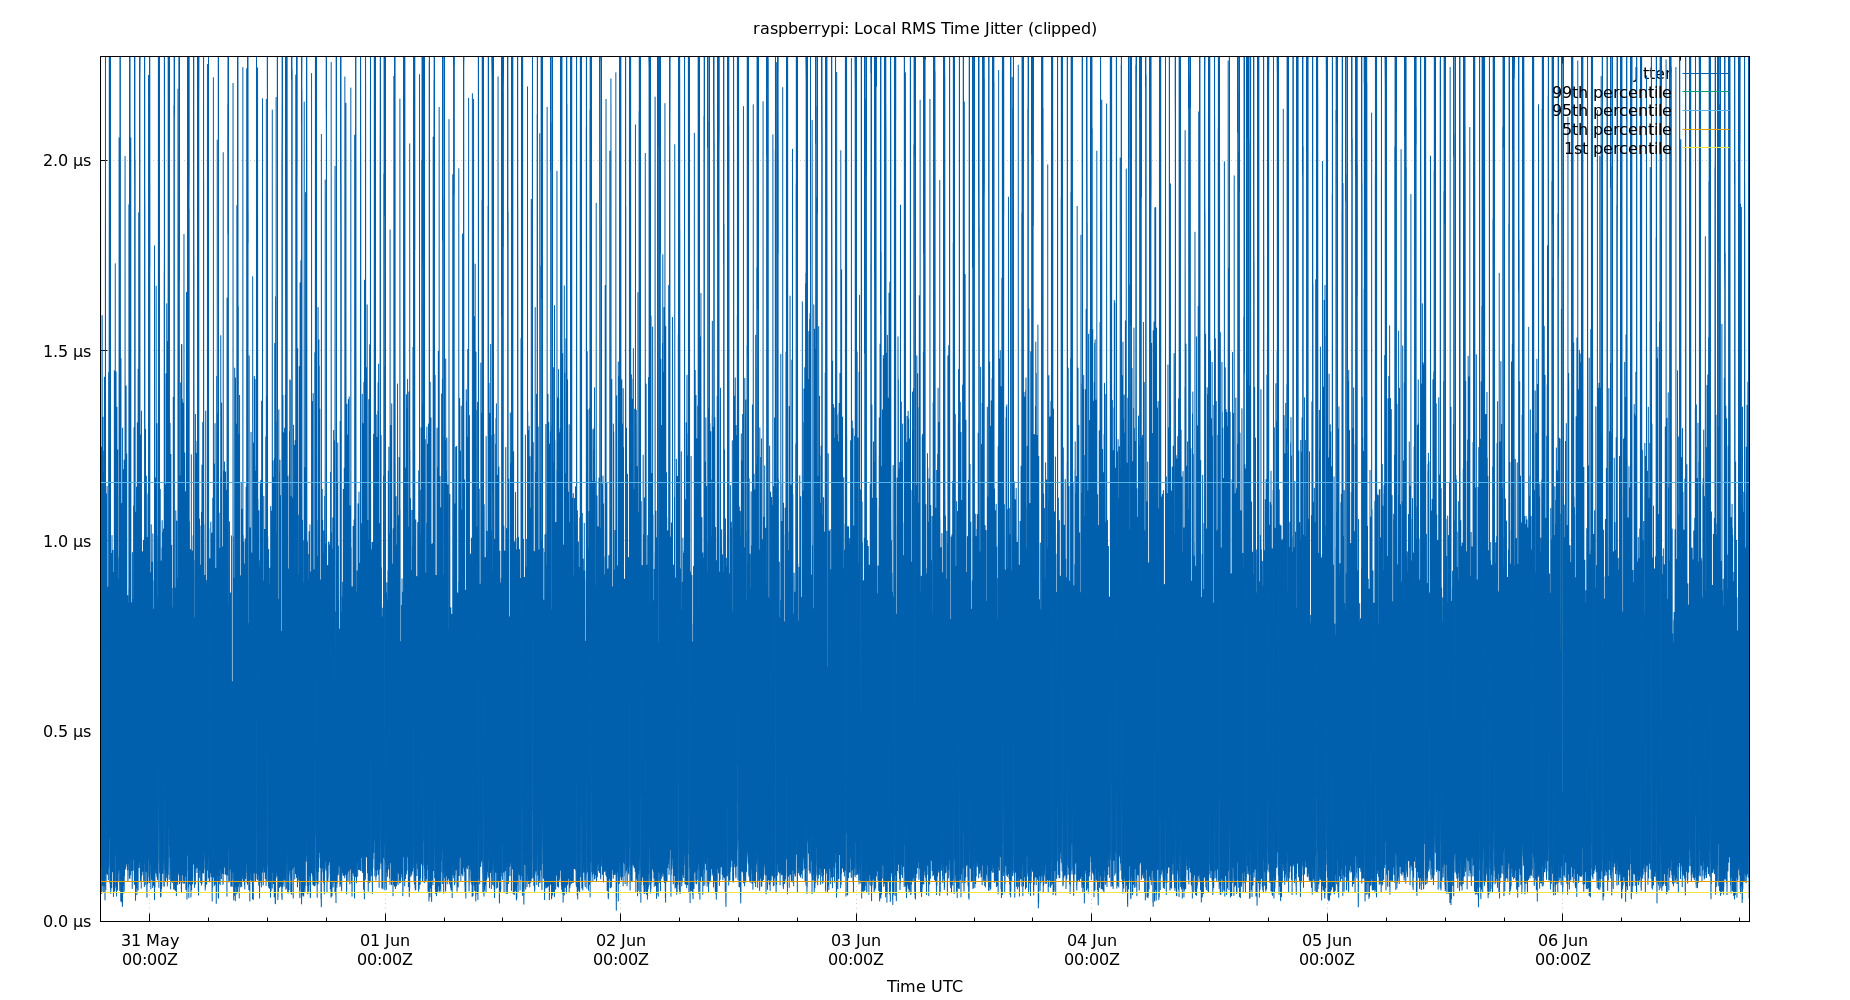 raspberrypi: Local RMS Time Jitter (clipped)
jitter
99th percentile
95th percentile
5th percentile
1st percentile
2.0 µs
1.5 µs
1.0 µs
0.5 µs
0.0 µs
31 May 01 Jun 02 Jun 03 Jun 04 Jun 05 Jun 06 Jun
00:00Z 00:00Z 00:00Z 00:00Z 00:00Z 00:00Z 00:00Z
Time UTC